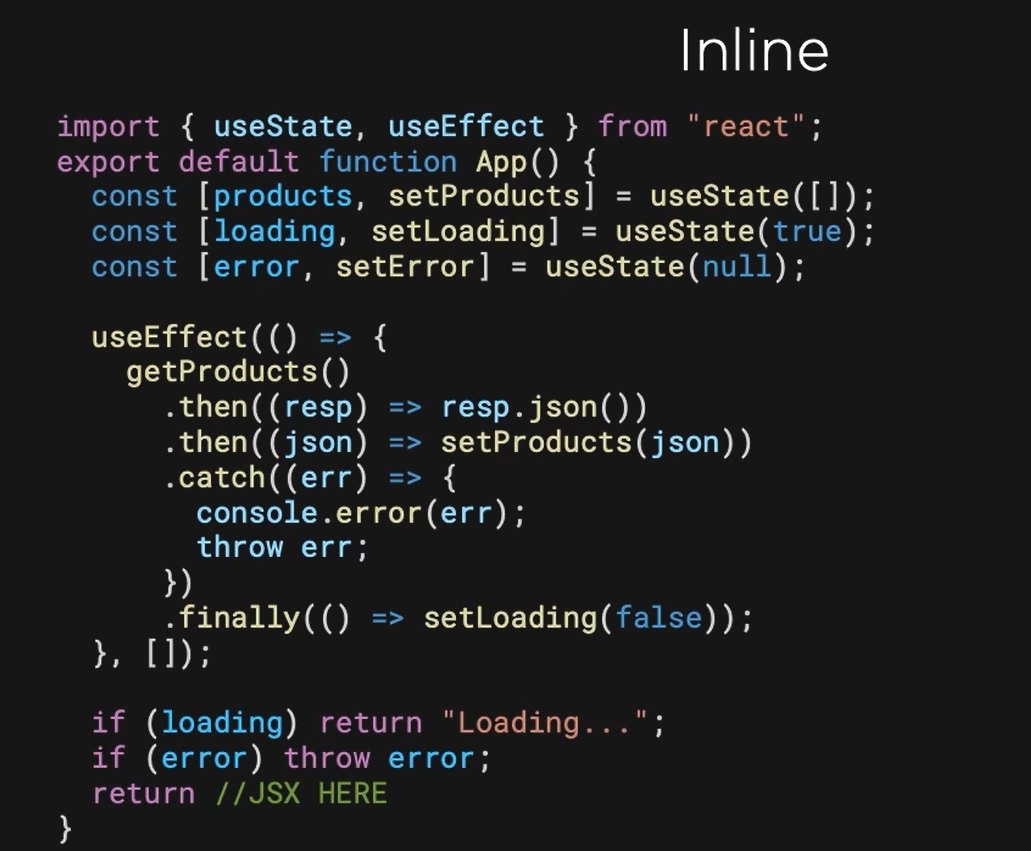 Inline
import { useState, useEffect } from "react";
export default function App() {
  const [products, setProducts] = useState([]);
  const [loading, setLoading] = useState(true);
  const [error, setError] = useState(null);

  useEffect(() => {
    getProducts()
      .then((resp) => resp.json())
      .then((json) => setProducts(json))
      .catch((err) => {
        console.error(err);
        throw err;
      })
      .finally(() => setLoading(false));
  }, []);

  if (loading) return "Loading...";
  if (error) throw error;
  return //JSX HERE
}